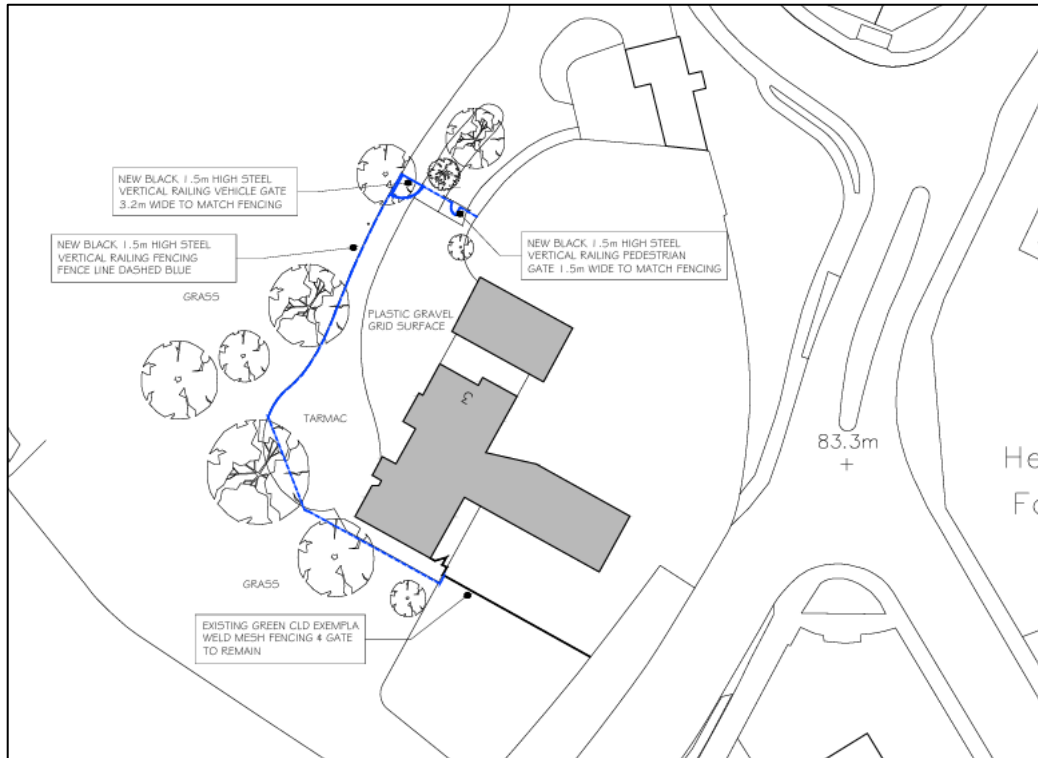 NEW BLACK 1.5m HIGH STEEL
VERTICAL RAILING VEHICLE GATE
3.2m WIDE TO MATCH FENCING
NEW BLACK 1.5m HIGH STEEL
VERTICAL RAILING FENCING
FENCE LINE DASHED BLUE
NEW BLACK 1.5m HIGH STEEL
VERTICAL RAILING PEDESTRIAN
GATE 1.5m WIDE TO MATCH FENCING
GRASS
PLASTIC GRAVEL
GRID SURFACE
3
TARMAC
83.3m
He
Fo
GRASS
EXISTING GREEN CLD EXEMPLA
WELD MESH FENCING & GATE
TO REMAIN